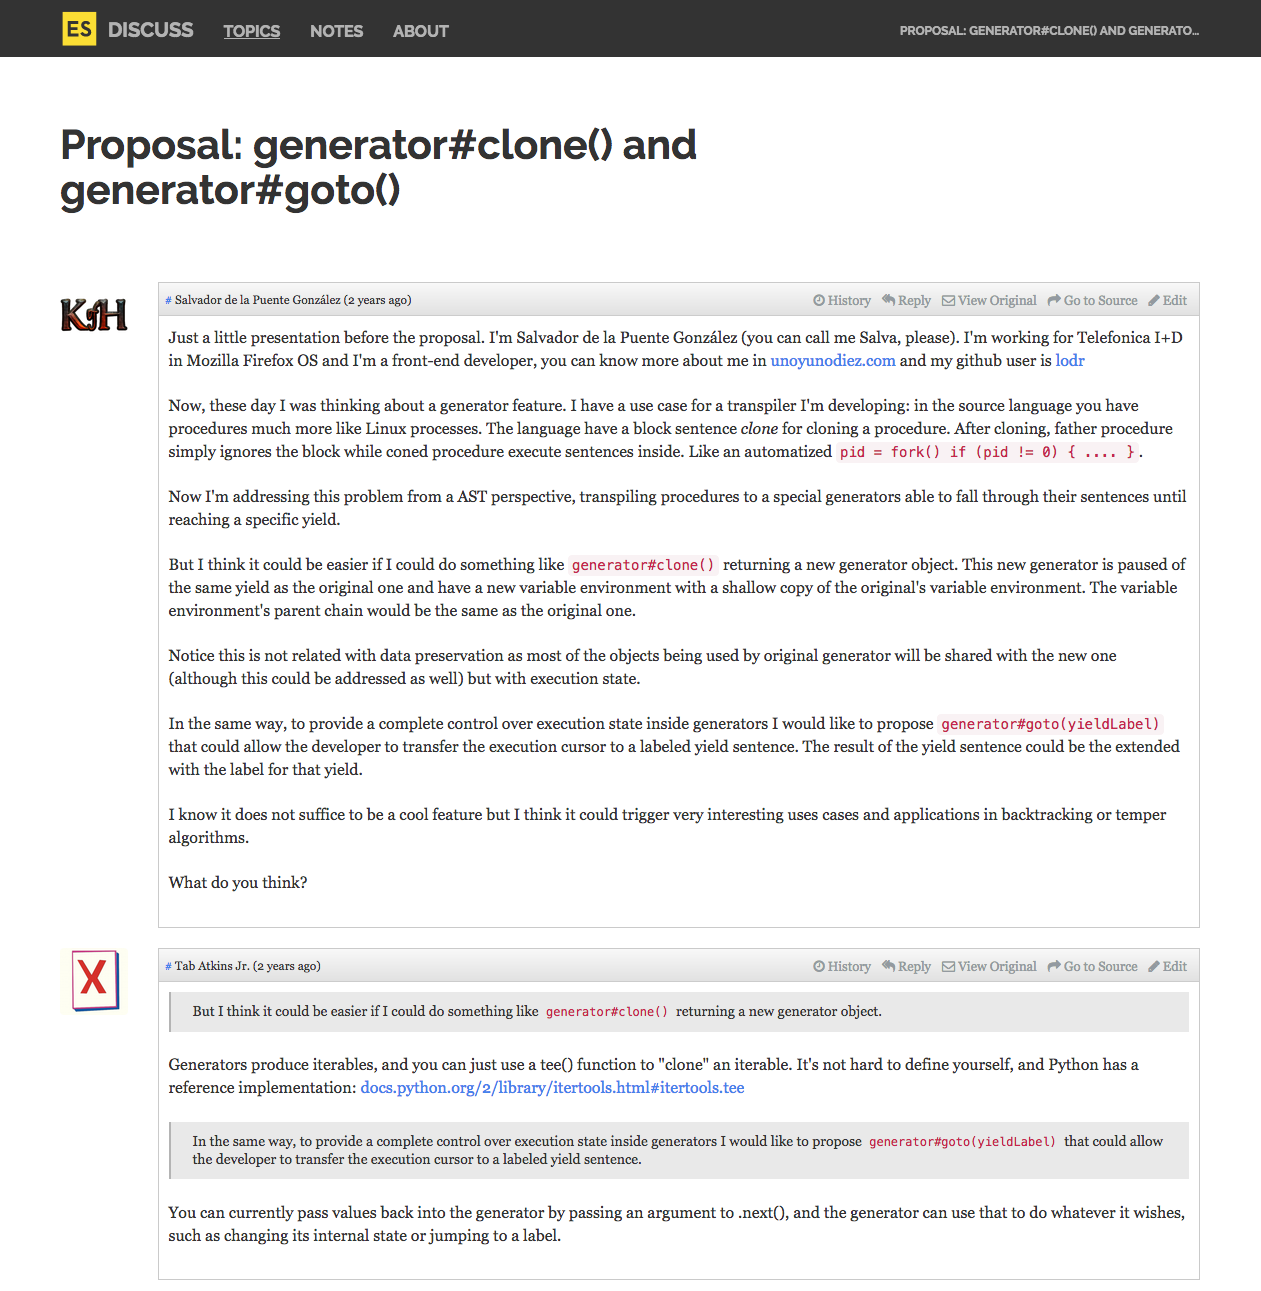 ES DISCUSS TOPICS NOTES ABOUT PROPOSAL: GENERATOR#CLONE() AND GENERATO...
Proposal: generator#clone() and
generator#goto()
KfH
# Salvador de la Puente González (2 years ago) History Reply View Original Go to Source Edit
Just a little presentation before the proposal. I'm Salvador de la Puente González (you can call me Salva, please). I'm working for Telefonica I+D
in Mozilla Firefox OS and I'm a front-end developer, you can know more about me in unoyunodiez.com and my github user is lodr
Now, these day I was thinking about a generator feature. I have a use case for a transpiler I'm developing: in the source language you have
procedures much more like Linux processes. The language have a block sentence clone for cloning a procedure. After cloning, father procedure
simply ignores the block while coned procedure execute sentences inside. Like an automatized pid = fork() if (pid != 0) { .... } .
Now I'm addressing this problem from a AST perspective, transpiling procedures to a special generators able to fall through their sentences until
reaching a specific yield.
But I think it could be easier if I could do something like generator#clone() returning a new generator object. This new generator is paused of
the same yield as the original one and have a new variable environment with a shallow copy of the original's variable environment. The variable
environment's parent chain would be the same as the original one.
Notice this is not related with data preservation as most of the objects being used by original generator will be shared with the new one
(although this could be addressed as well) but with execution state.
In the same way, to provide a complete control over execution state inside generators I would like to propose generator#goto(yieldLabel)
that could allow the developer to transfer the execution cursor to a labeled yield sentence. The result of the yield sentence could be the extended
with the label for that yield.
I know it does not suffice to be a cool feature but I think it could trigger very interesting uses cases and applications in backtracking or temper
algorithms.
What do you think?
X
# Tab Atkins Jr. (2 years ago) History Reply View Original Go to Source Edit
But I think it could be easier if I could do something like generator#clone() returning a new generator object.
Generators produce iterables, and you can just use a tee() function to "clone" an iterable. It's not hard to define yourself, and Python has a
reference implementation: docs.python.org/2/library/itertools.html#itertools.tee
In the same way, to provide a complete control over execution state inside generators I would like to propose generator#goto(yieldLabel) that could allow
the developer to transfer the execution cursor to a labeled yield sentence.
You can currently pass values back into the generator by passing an argument to .next(), and the generator can use that to do whatever it wishes,
such as changing its internal state or jumping to a label.